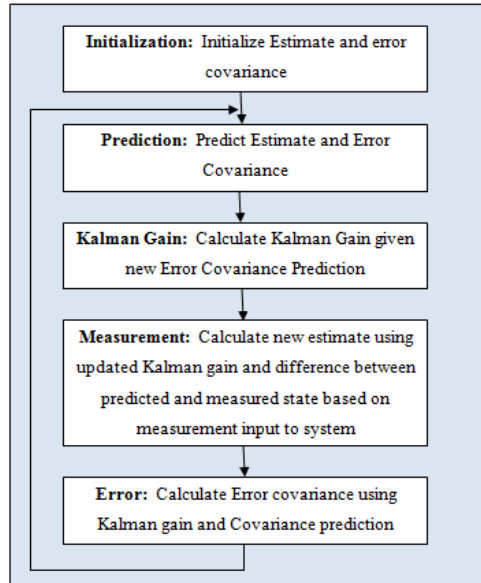 Initialization: Initialize Estimate and error
covariance
Prediction: Predict Estimate and Error
Covariance
Kalman Gain: Calculate Kalman Gain given
new Error Covariance Prediction
Measurement: Calculate new estimate using
updated Kalman gain and difference between
predicted and measured state based on
measurement input to system
Error: Calculate Error covariance using
Kalman gain and Covariance prediction